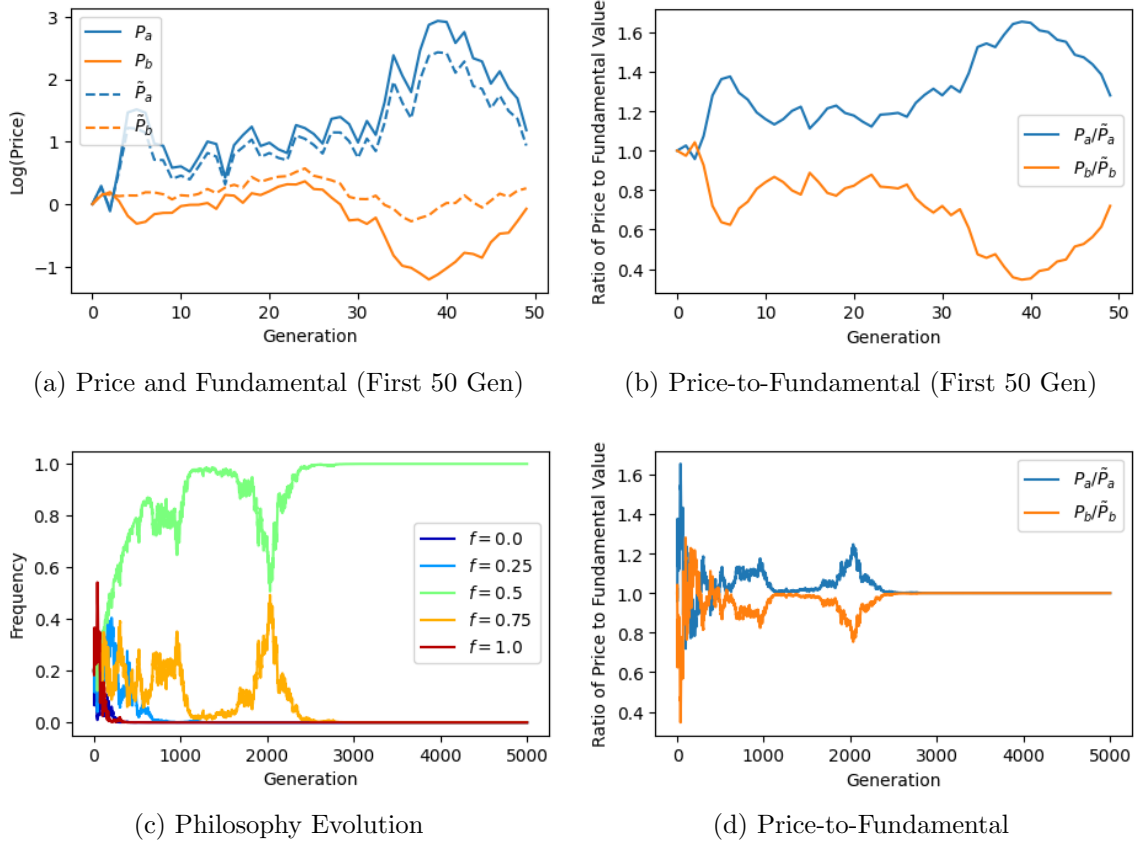 3
2
1
0
−1
Log(Price)
P_a
P_b
P̃_a
P̃_b
0 10 20 30 40 50
Generation
(a) Price and Fundamental (First 50 Gen)
1.6
1.4
1.2
1.0
0.8
0.6
0.4
Ratio of Price to Fundamental Value
P_a/P̃_a
P_b/P̃_b
0 10 20 30 40 50
Generation
(b) Price-to-Fundamental (First 50 Gen)
1.0
0.8
0.6
0.4
0.2
0.0
Frequency
f = 0.0
f = 0.25
f = 0.5
f = 0.75
f = 1.0
0 1000 2000 3000 4000 5000
Generation
(c) Philosophy Evolution
1.6
1.4
1.2
1.0
0.8
0.6
0.4
Ratio of Price to Fundamental Value
P_a/P̃_a
P_b/P̃_b
0 1000 2000 3000 4000 5000
Generation
(d) Price-to-Fundamental